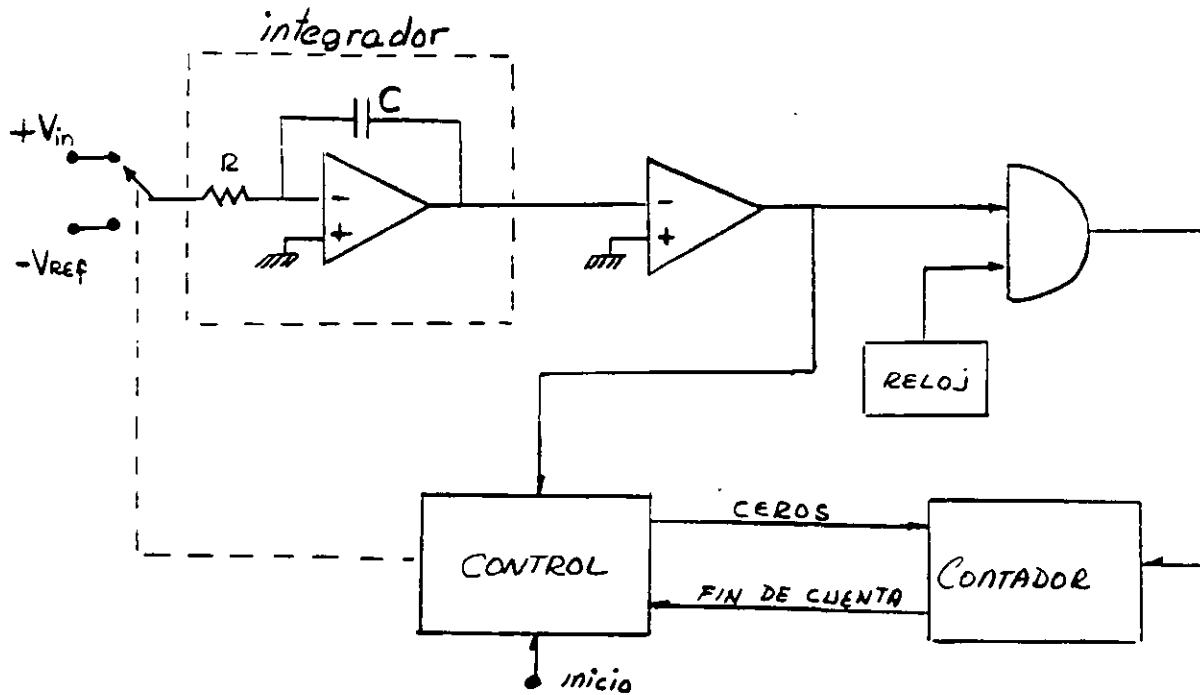 integrador
C
+Vin
R
-
+
-VREF
-
+
RELOJ
CEROS
CONTROL
CONTADOR
FIN DE CUENTA
inicio